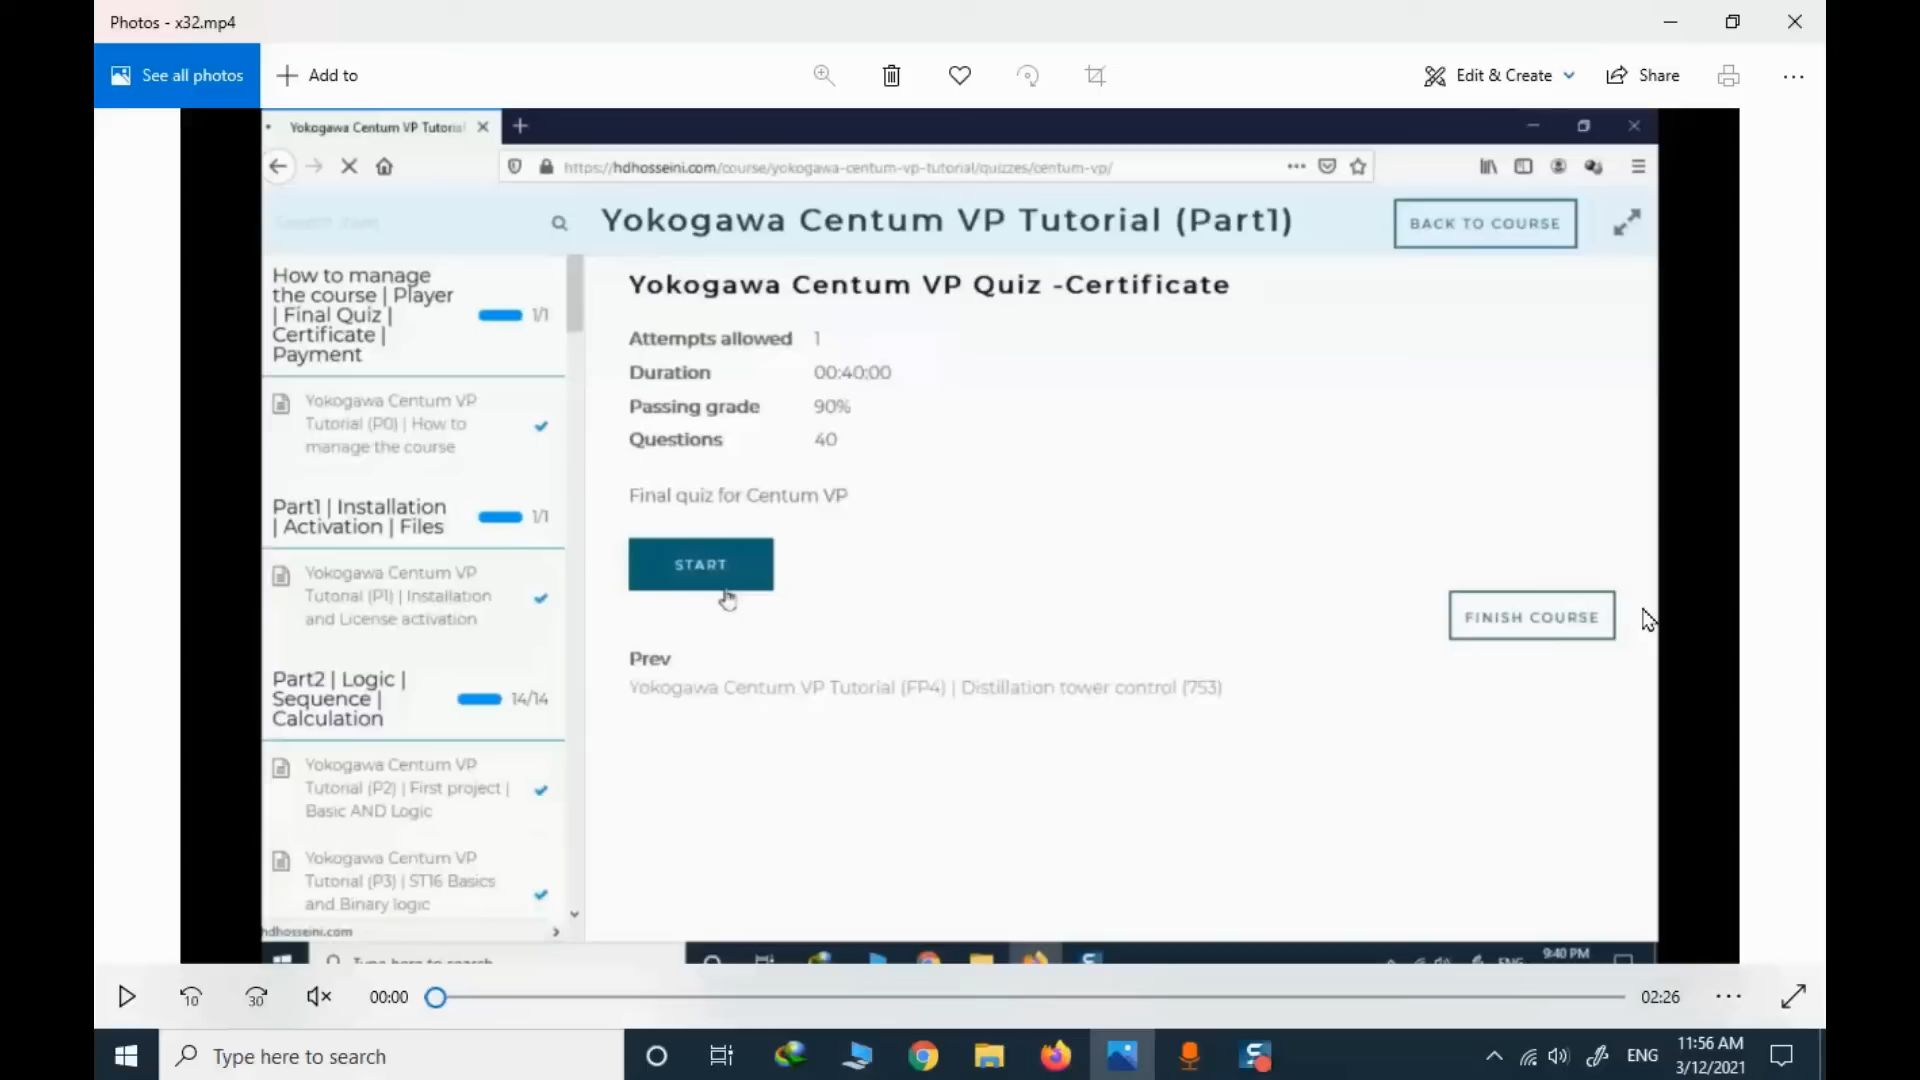 Photos - x32.mp4
See all photos
Add to
Edit & Create
Share
Yokogawa Centum VP Tutorial
https://hdhosseini.com/course/yokogawa-centum-vp-tutorial/quizzes/centum-vp/
Yokogawa Centum VP Tutorial (Part1)
BACK TO COURSE
How to manage
the course | Player
| Final Quiz |
Certificate |
Payment
1/1
Yokogawa Centum VP
Tutorial (P0) | How to
manage the course
Part1 | Installation
| Activation | Files
1/1
Yokogawa Centum VP
Tutorial (P1) | Installation
and License activation
Part2 | Logic |
Sequence |
Calculation
14/14
Yokogawa Centum VP
Tutorial (P2) | First project |
Basic AND Logic
Yokogawa Centum VP
Tutorial (P3) | ST16 Basics
and Binary logic
hdhosseini.com
Yokogawa Centum VP Quiz -Certificate
Attempts allowed 1
Duration 00:40:00
Passing grade 90%
Questions 40
Final quiz for Centum VP
START
FINISH COURSE
Prev
Yokogawa Centum VP Tutorial (FP4) | Distillation tower control (753)
Type here to search
ENG
9:40 PM
10
30
00:00
02:26
Type here to search
ENG
11:56 AM
3/12/2021